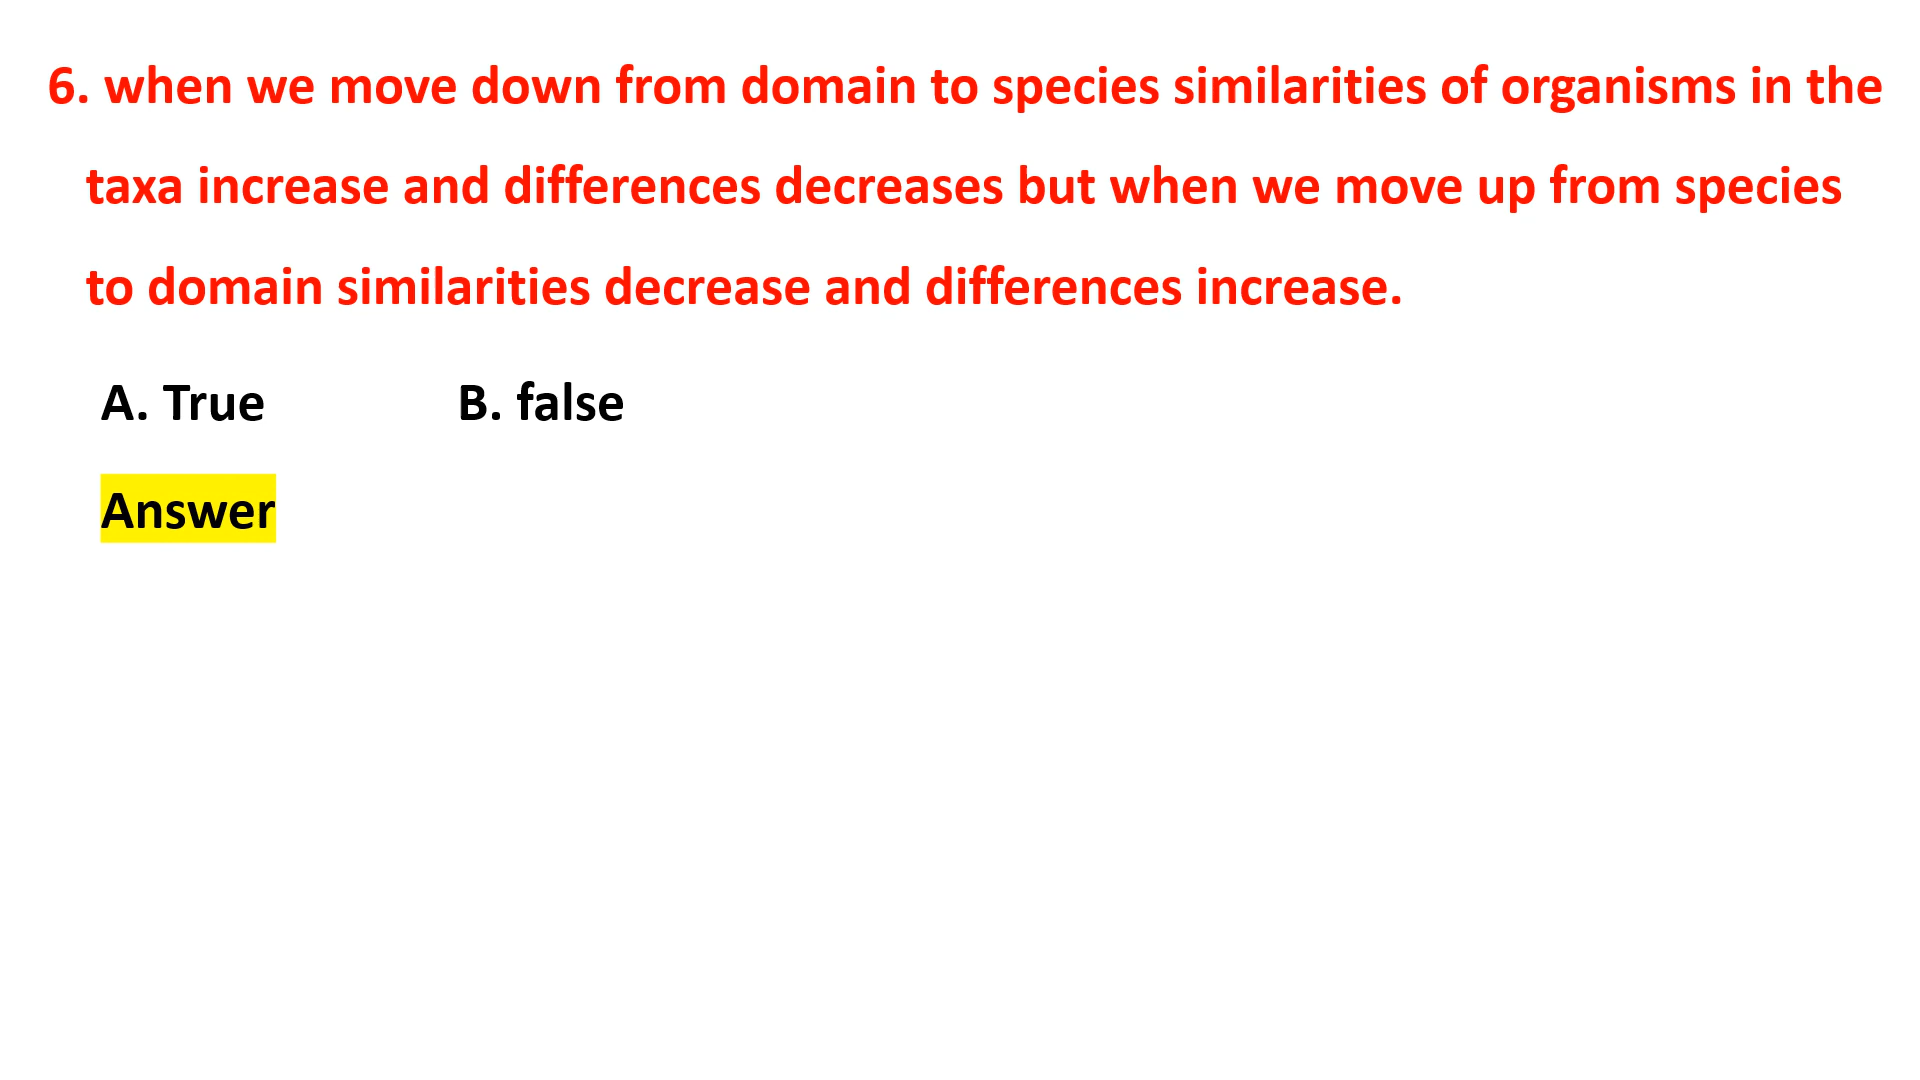 6. when we move down from domain to species similarities of organisms in the
taxa increase and differences decreases but when we move up from species
to domain similarities decrease and differences increase.
A. True B. false
Answer